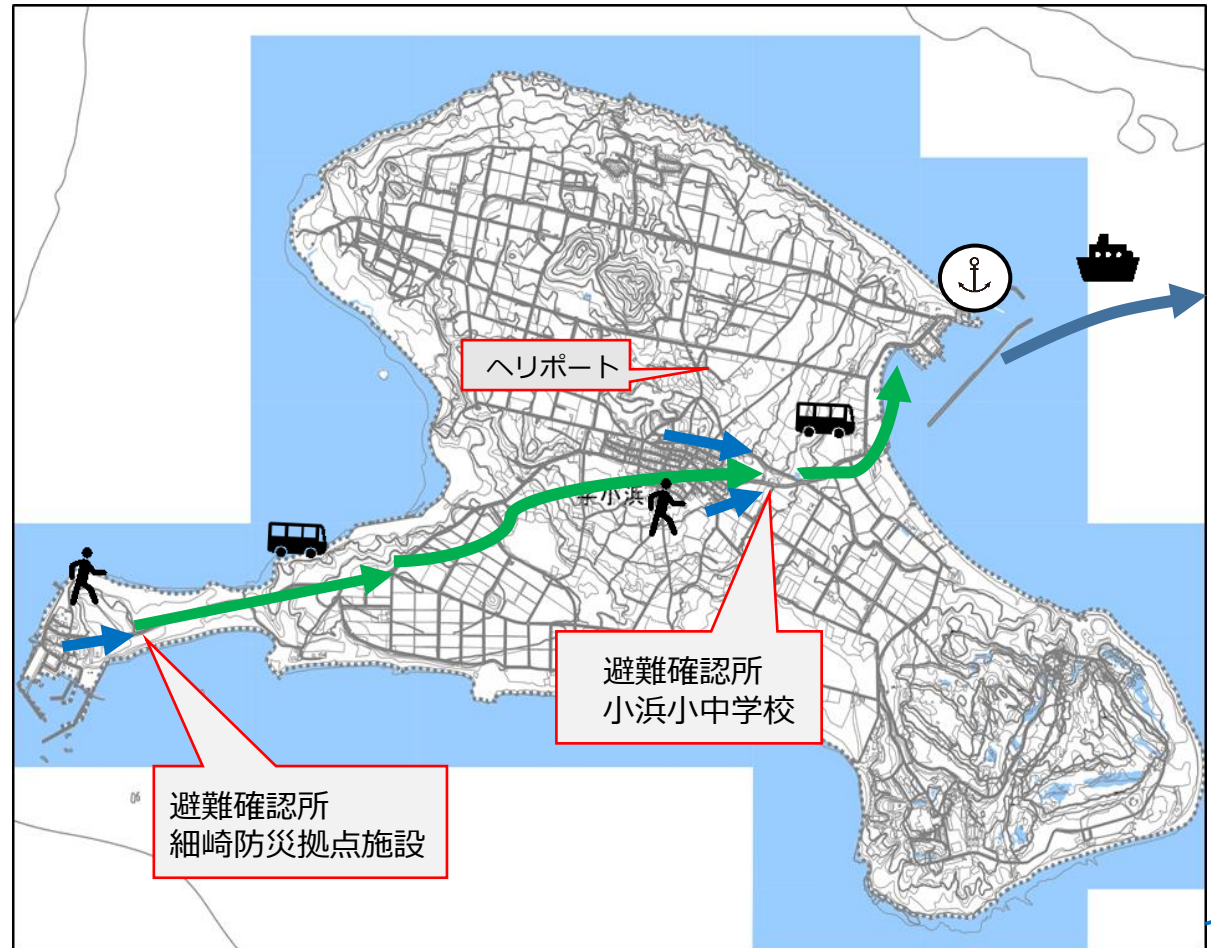 ヘリポート
小浜
避難確認所
小浜小中学校
避難確認所
細崎防災拠点施設